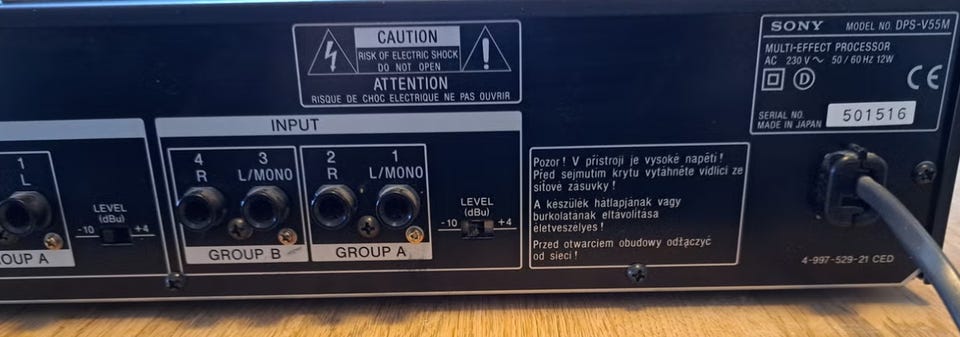 CAUTION
RISK OF ELECTRIC SHOCK
DO NOT OPEN
ATTENTION
RISQUE DE CHOC ELECTRIQUE NE PAS OUVRIR
SONY MODEL NO. DPS-V55M
MULTI-EFFECT PROCESSOR
AC 230 V ~ 50 / 60 Hz 12W
D
CE
SERIAL NO. 501516
MADE IN JAPAN
1
L
LEVEL
(dBu)
-10 +4
OUP A
INPUT
4 3
R L/MONO
GROUP B
2 1
R L/MONO
GROUP A
LEVEL
(dBu)
-10 +4
Pozor! V přístroji je vysoké napětí!
Před sejmutím krytu vytáhněte vidlici ze
síťové zásuvky!
A készülék hátlapjának vagy
burkolatának eltávolítása
életveszélyes!
Przed otwarciem obudowy odłączyć
od sieci!
4-997-529-21 CED